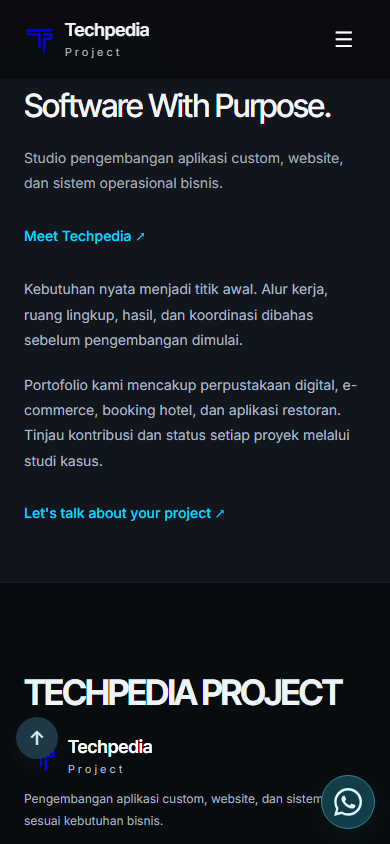 Techpedia
Project
Software With Purpose.
Studio pengembangan aplikasi custom, website,
dan sistem operasional bisnis.
Meet Techpedia ↗
Kebutuhan nyata menjadi titik awal. Alur kerja,
ruang lingkup, hasil, dan koordinasi dibahas
sebelum pengembangan dimulai.
Portofolio kami mencakup perpustakaan digital, e-
commerce, booking hotel, dan aplikasi restoran.
Tinjau kontribusi dan status setiap proyek melalui
studi kasus.
Let's talk about your project ↗
TECHPEDIA PROJECT
Techpedia
Project
Pengembangan aplikasi custom, website, dan sistem
sesuai kebutuhan bisnis.